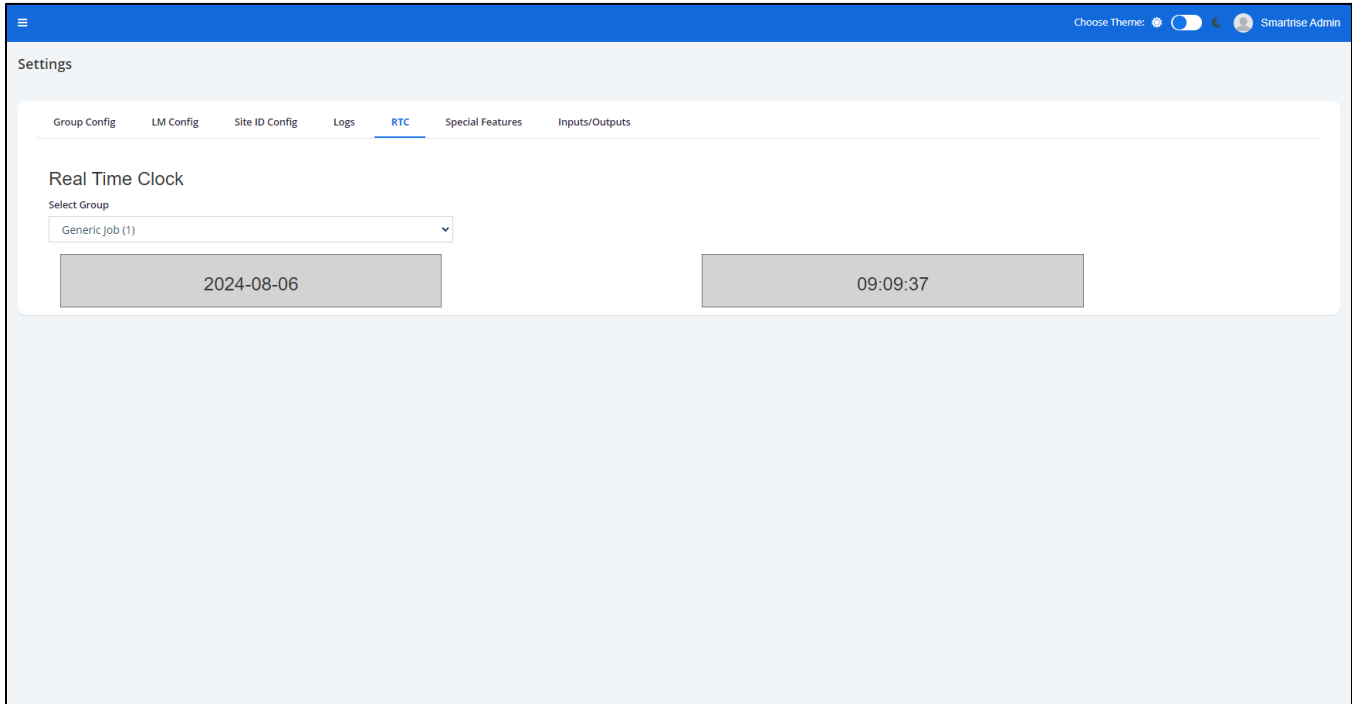 Choose Theme: Smartrise Admin
Settings
Group Config LM Config Site ID Config Logs RTC Special Features Inputs/Outputs
Real Time Clock
Select Group
Generic Job (1)
2024-08-06 09:09:37